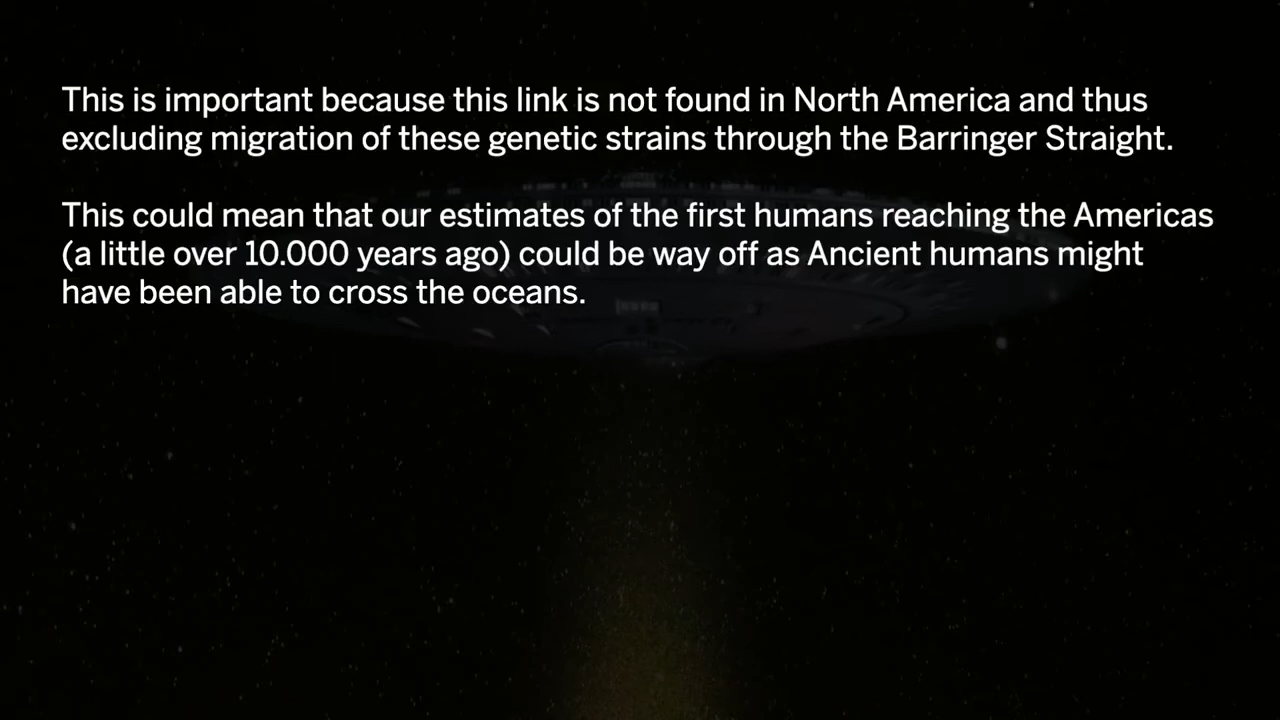 This is important because this link is not found in North America and thus
excluding migration of these genetic strains through the Barringer Straight.
This could mean that our estimates of the first humans reaching the Americas
(a little over 10.000 years ago) could be way off as Ancient humans might
have been able to cross the oceans.